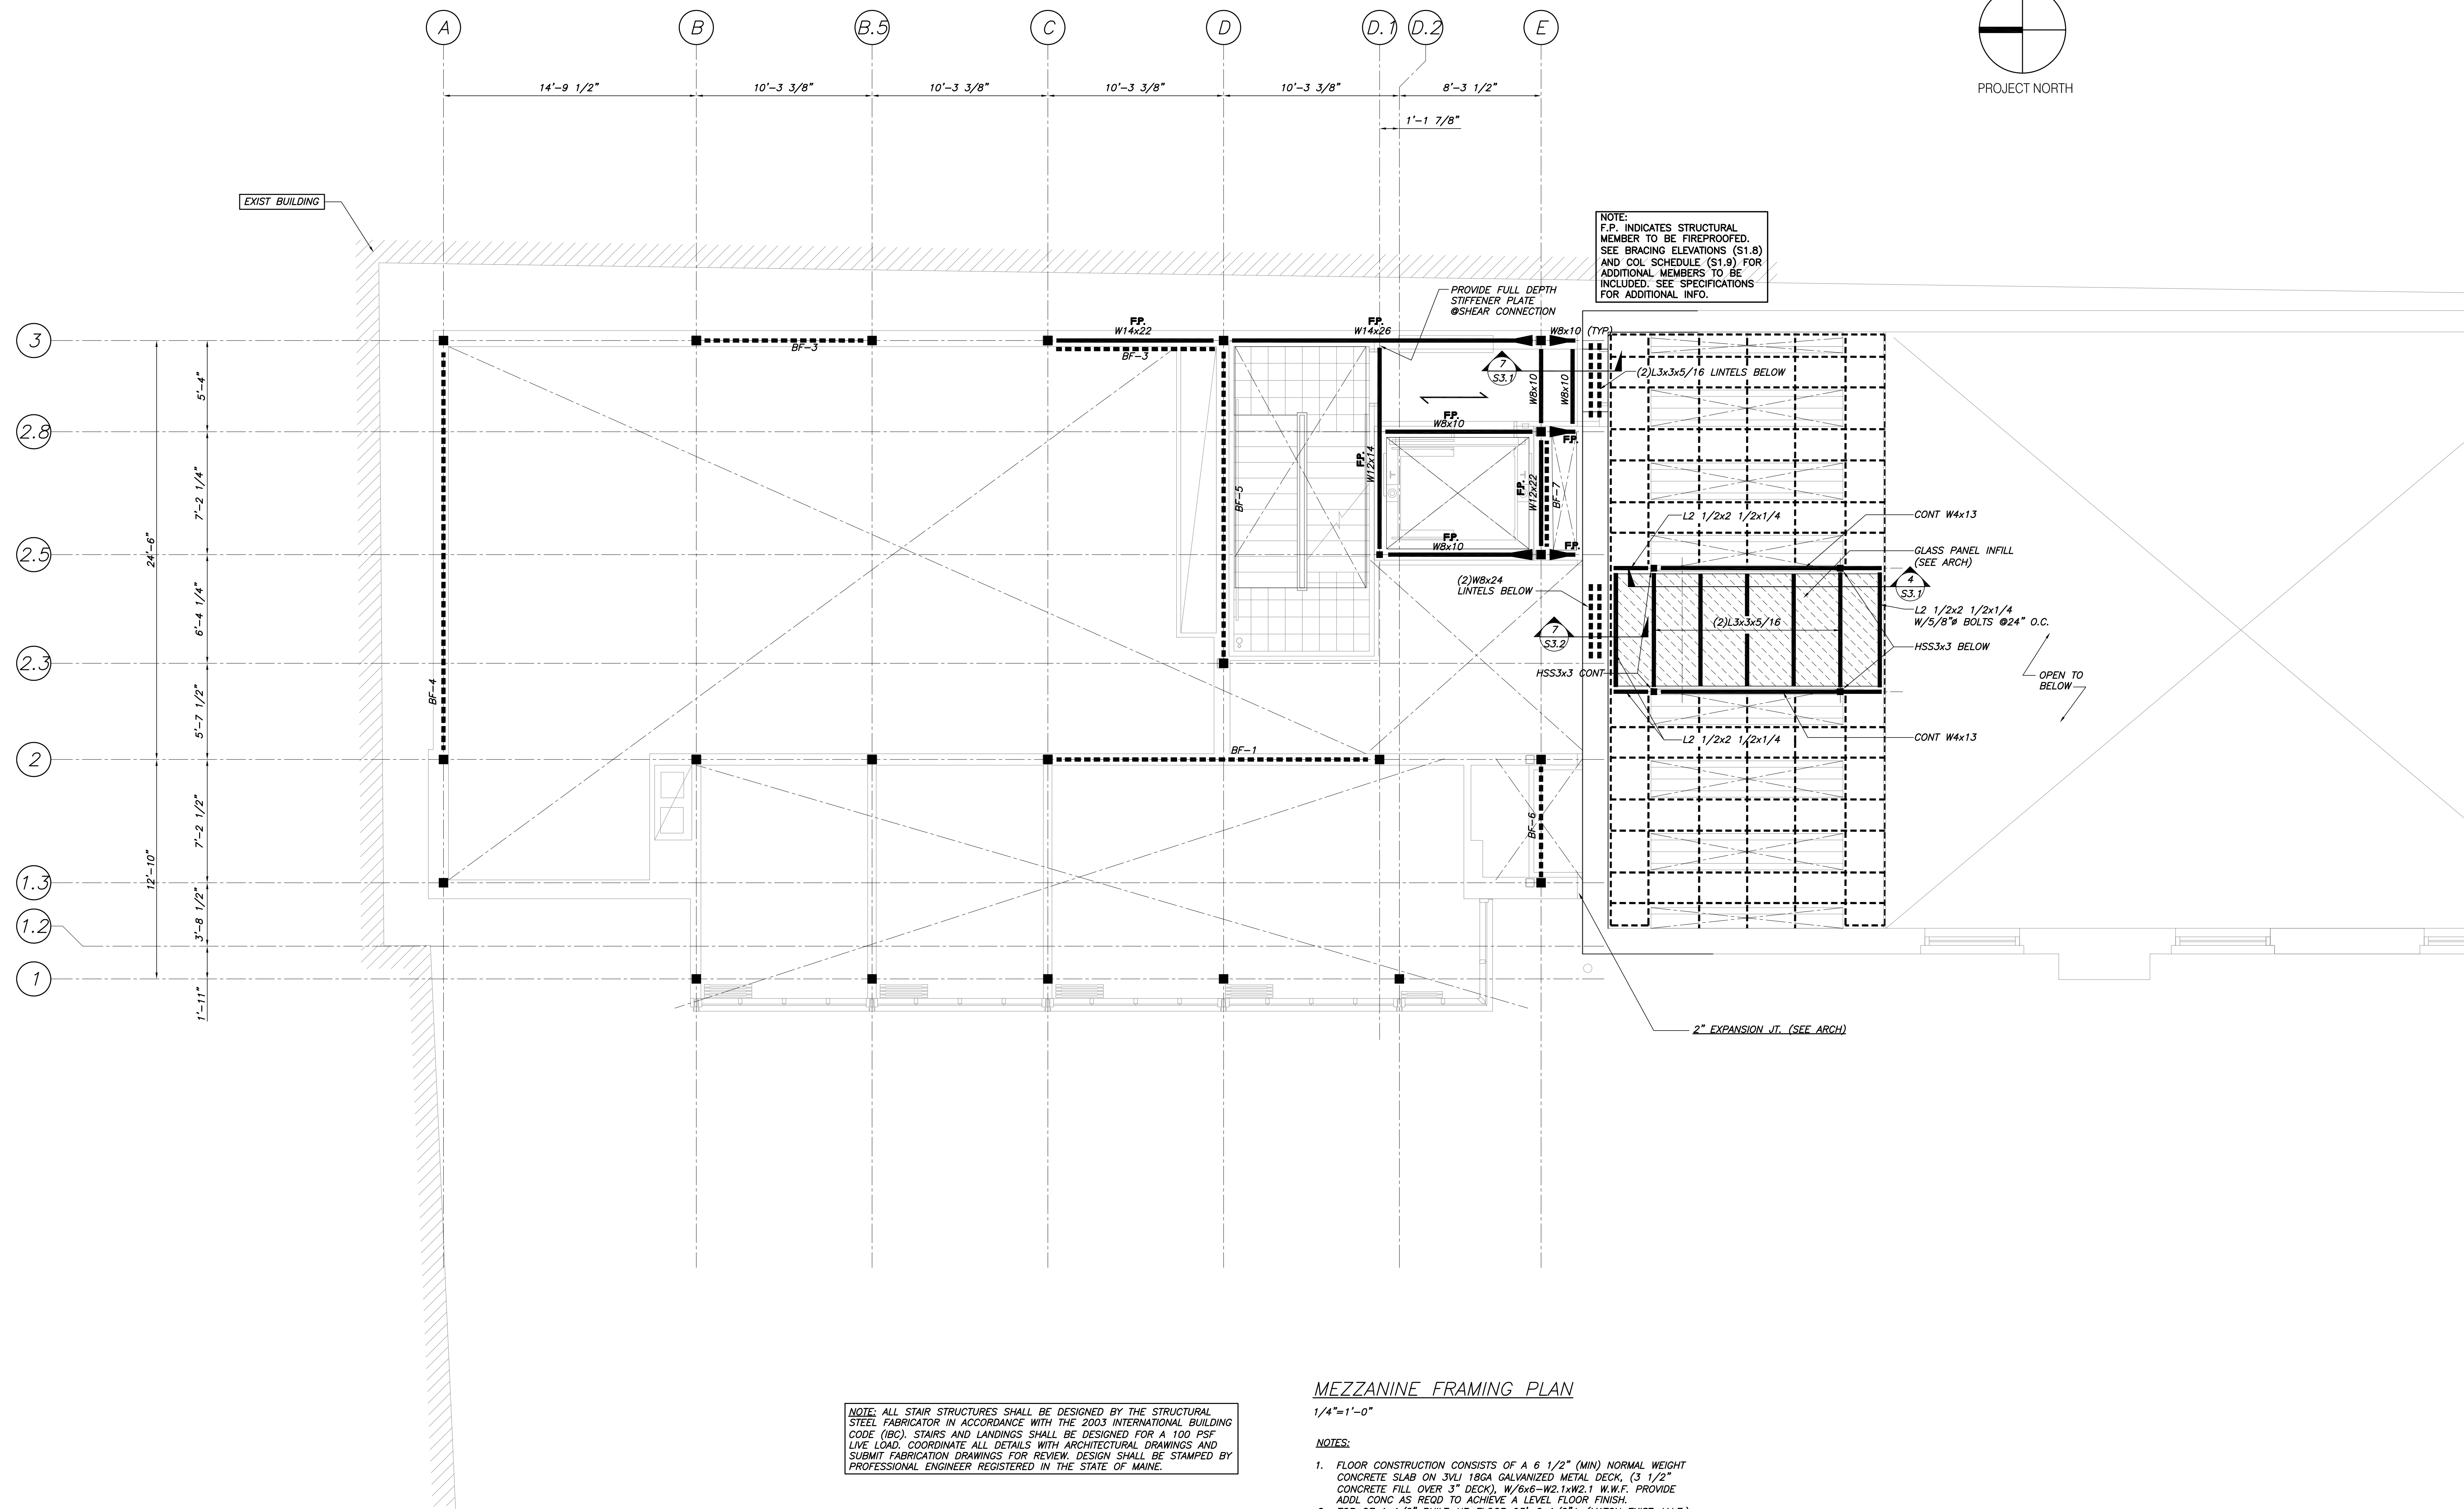 A
B
B.5
C
D
D.1
D.2
E
PROJECT NORTH
14'-9 1/2"
10'-3 3/8"
10'-3 3/8"
10'-3 3/8"
10'-3 3/8"
8'-3 1/2"
1'-1 7/8"
EXIST BUILDING
NOTE:
F.P. INDICATES STRUCTURAL
MEMBER TO BE FIREPROOFED.
SEE BRACING ELEVATIONS (S1.8)
AND COL SCHEDULE (S1.9) FOR
ADDITIONAL MEMBERS TO BE
INCLUDED. SEE SPECIFICATIONS
FOR ADDITIONAL INFO.
PROVIDE FULL DEPTH
STIFFENER PLATE
@SHEAR CONNECTION
3
2.8
2.5
2.3
2
1.3
1.2
1
5'-4"
7'-2 1/4"
24'-6"
6'-4 1/4"
5'-7 1/2"
7'-2 1/2"
12'-10"
3'-8 1/2"
1'-11"
BF-3
F.P.
W14x22
BF-3
F.P.
W14x26
W8x10 (TYP)
7
S3.1
(2)L3x3x5/16 LINTELS BELOW
W8x10
W8x10
F.P.
W8x10
F.P.
F.P.
W12x14
F.P.
W12x22
BF-7
BF-5
F.P.
W8x10
F.P.
L2 1/2x2 1/2x1/4
CONT W4x13
GLASS PANEL INFILL
(SEE ARCH)
4
S3.1
(2)W8x24
LINTELS BELOW
L2 1/2x2 1/2x1/4
W/5/8"ø BOLTS @24" O.C.
(2)L3x3x5/16
7
S3.2
HSS3x3 BELOW
HSS3x3 CONT
OPEN TO
BELOW
BF-4
L2 1/2x2 1/2x1/4
CONT W4x13
BF-1
BF-6
2" EXPANSION JT. (SEE ARCH)
MEZZANINE FRAMING PLAN
1/4"=1'-0"
NOTE: ALL STAIR STRUCTURES SHALL BE DESIGNED BY THE STRUCTURAL
STEEL FABRICATOR IN ACCORDANCE WITH THE 2003 INTERNATIONAL BUILDING
CODE (IBC). STAIRS AND LANDINGS SHALL BE DESIGNED FOR A 100 PSF
LIVE LOAD. COORDINATE ALL DETAILS WITH ARCHITECTURAL DRAWINGS AND
SUBMIT FABRICATION DRAWINGS FOR REVIEW. DESIGN SHALL BE STAMPED BY
PROFESSIONAL ENGINEER REGISTERED IN THE STATE OF MAINE.
NOTES:
1. FLOOR CONSTRUCTION CONSISTS OF A 6 1/2" (MIN) NORMAL WEIGHT
CONCRETE SLAB ON 3VLI 18GA GALVANIZED METAL DECK, (3 1/2"
CONCRETE FILL OVER 3" DECK), W/6x6-W2.1xW2.1 W.W.F. PROVIDE
ADDL CONC AS REQD TO ACHIEVE A LEVEL FLOOR FINISH.